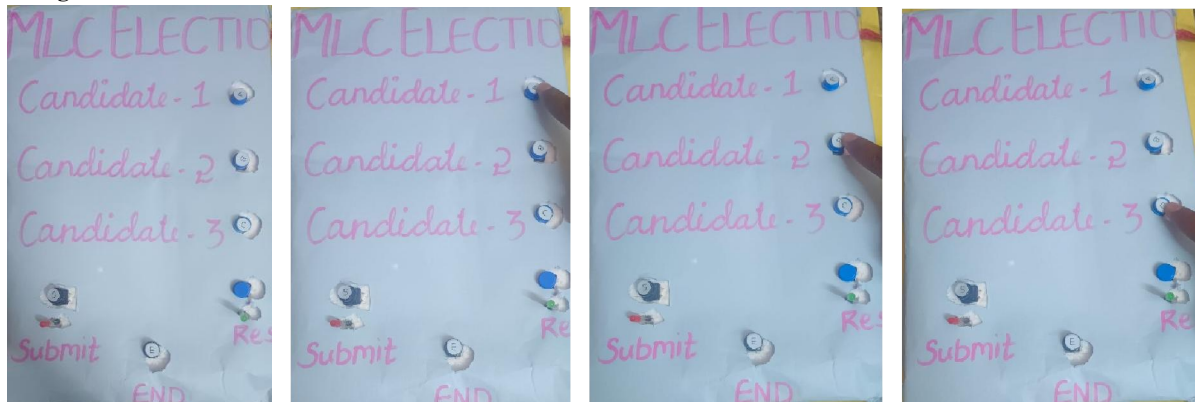 MLC ELECTIO
Candidate - 1
Candidate - 2
Candidate - 3
Submit
Res
END
MLC ELECTIO
Candidate - 1
Candidate - 2
Candidate - 3
Submit
Re
END
MLC ELECTIO
Candidate - 1
Candidate - 2
Candidate - 3
Submit
Res
END
MLC ELECTIO
Candidate - 1
Candidate - 2
Candidate - 3
Submit
Re
END